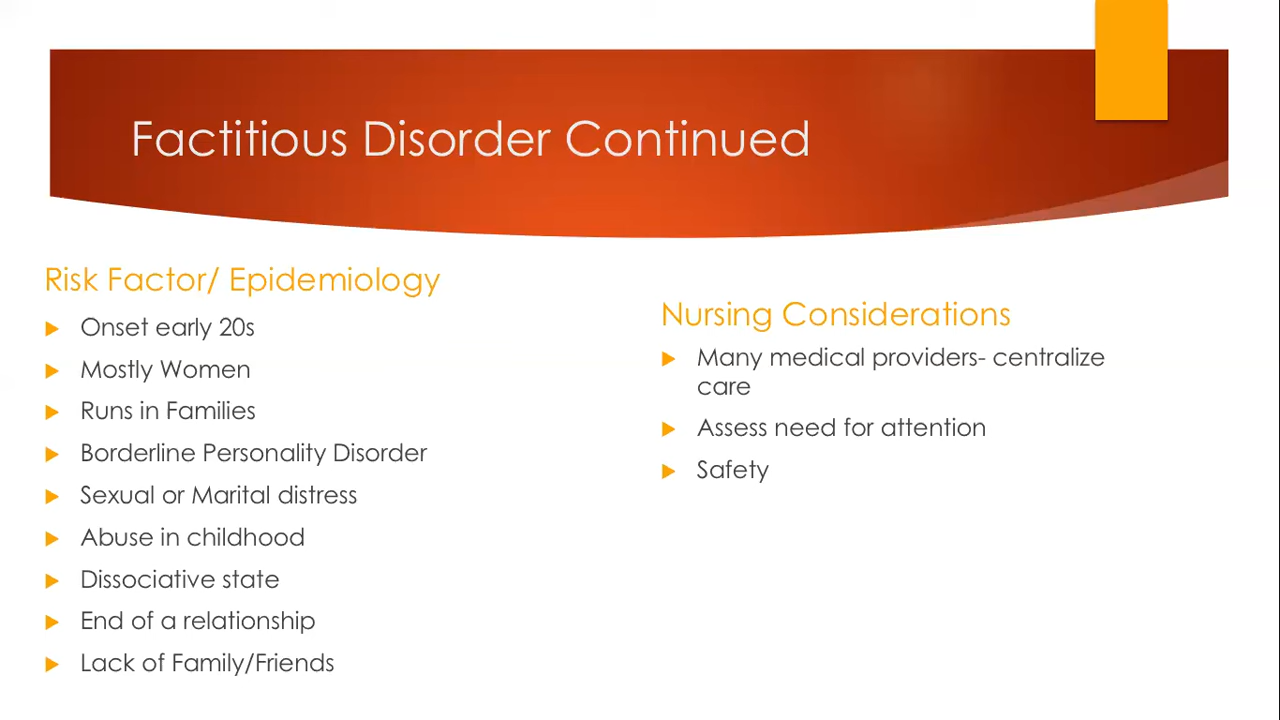 Factitious Disorder Continued
Risk Factor/ Epidemiology
Onset early 20s
Mostly Women
Runs in Families
Borderline Personality Disorder
Sexual or Marital distress
Abuse in childhood
Dissociative state
End of a relationship
Lack of Family/Friends
Nursing Considerations
Many medical providers- centralize
care
Assess need for attention
Safety